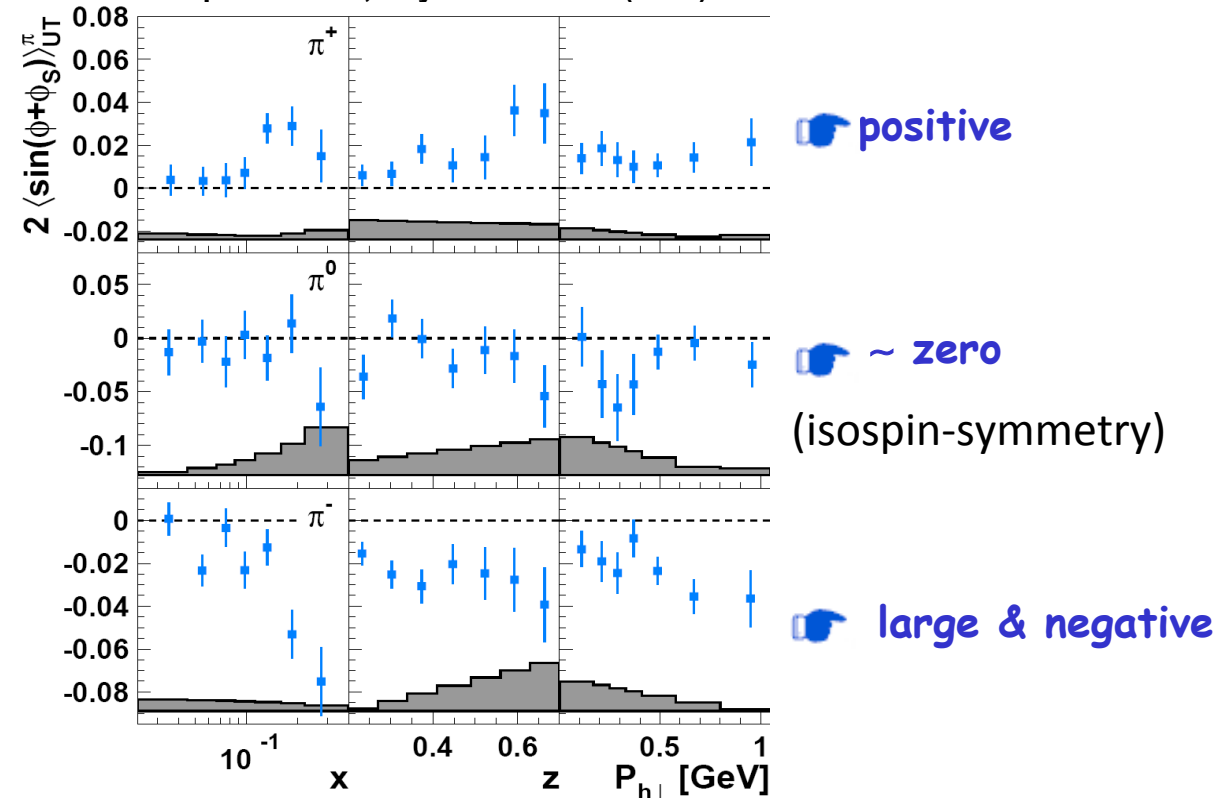 2 ⟨sin(ϕ+ϕS)⟩πUT
0.08
0.06
0.04
0.02
0
-0.02
π+
positive
0.05
0
-0.05
-0.1
π0
~ zero
(isospin-symmetry)
0
-0.02
-0.04
-0.06
-0.08
π-
large & negative
10-1
0.4 0.6
0.5 1
x z Ph⊥ [GeV]